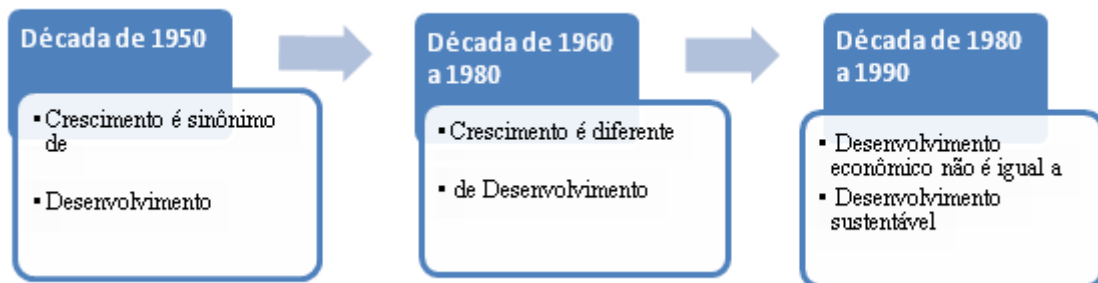 Década de 1950
▪ Crescimento é sinônimo
de
▪ Desenvolvimento
Década de 1960
a 1980
▪ Crescimento é diferente
▪ de Desenvolvimento
Década de 1980
a 1990
▪ Desenvolvimento
econômico não é igual a
▪ Desenvolvimento
sustentável